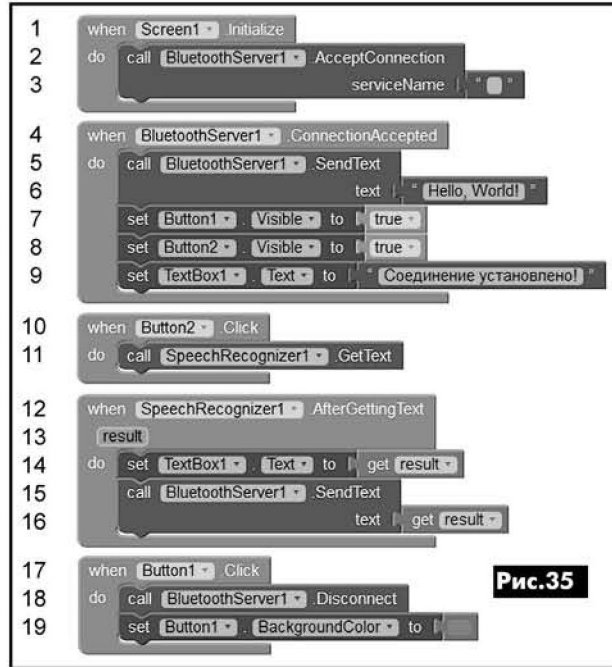 1 when Screen1 .Initialize
2 do call BluetoothServer1 .AcceptConnection
3 serviceName " "
4 when BluetoothServer1 .ConnectionAccepted
5 do call BluetoothServer1 .SendText
6 text " Hello, World! "
7 set Button1 . Visible to true
8 set Button2 . Visible to true
9 set TextBox1 . Text to " Соединение установлено! "
10 when Button2 .Click
11 do call SpeechRecognizer1 .GetText
12 when SpeechRecognizer1 .AfterGettingText
13 result
14 do set TextBox1 . Text to get result
15 call BluetoothServer1 .SendText
16 text get result
17 when Button1 .Click
18 do call BluetoothServer1 .Disconnect
19 set Button1 . BackgroundColor to
Рис.35